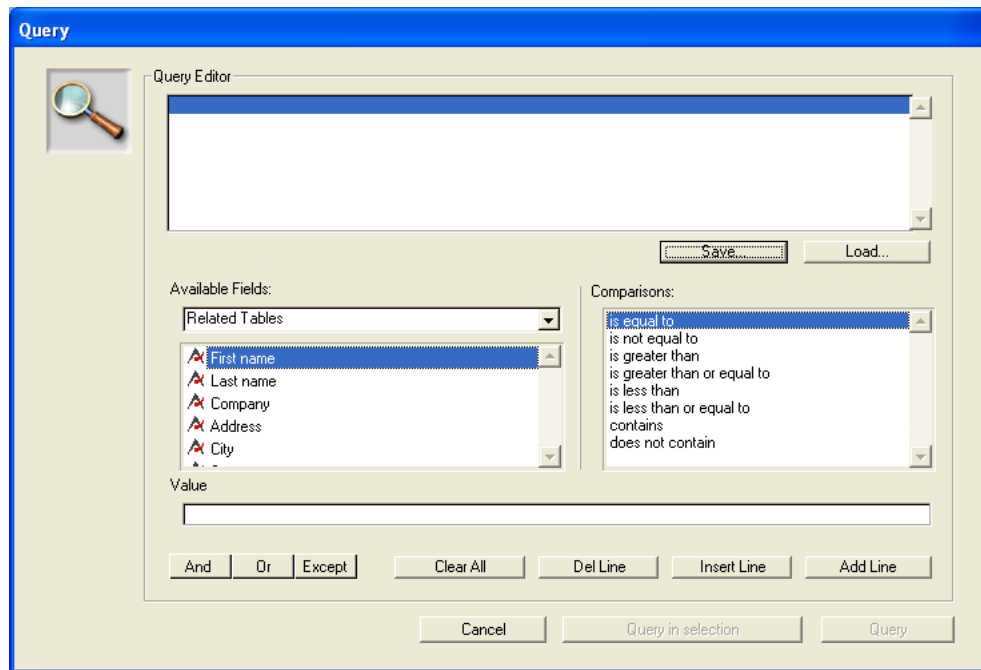 Query
Query Editor
Save... Load...
Available Fields: Comparisons:
Related Tables
First name
Last name
Company
Address
City
is equal to
is not equal to
is greater than
is greater than or equal to
is less than
is less than or equal to
contains
does not contain
Value
And Or Except Clear All Del Line Insert Line Add Line
Cancel Query in selection Query